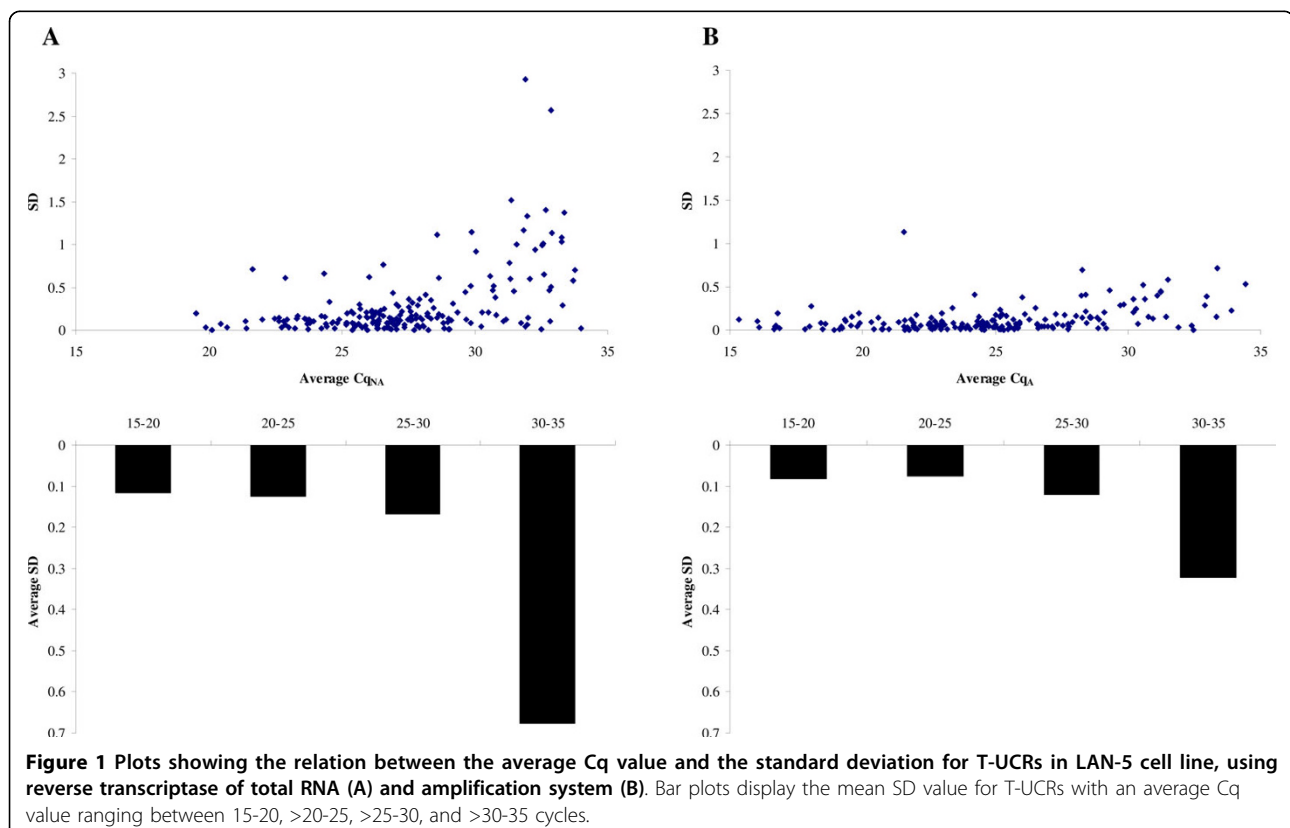 A
3
2.5
2
1.5
1
0.5
0
SD
15 20 25 30 35
Average CqNA
B
3
2.5
2
1.5
1
0.5
0
SD
15 20 25 30 35
Average CqA
15-20 20-25 25-30 30-35
0
0.1
0.2
0.3
0.4
0.5
0.6
0.7
Average SD
15-20 20-25 25-30 30-35
0
0.1
0.2
0.3
0.4
0.5
0.6
0.7
Average SD
Figure 1 Plots showing the relation between the average Cq value and the standard deviation for T-UCRs in LAN-5 cell line, using
reverse transcriptase of total RNA (A) and amplification system (B). Bar plots display the mean SD value for T-UCRs with an average Cq
value ranging between 15-20, >20-25, >25-30, and >30-35 cycles.